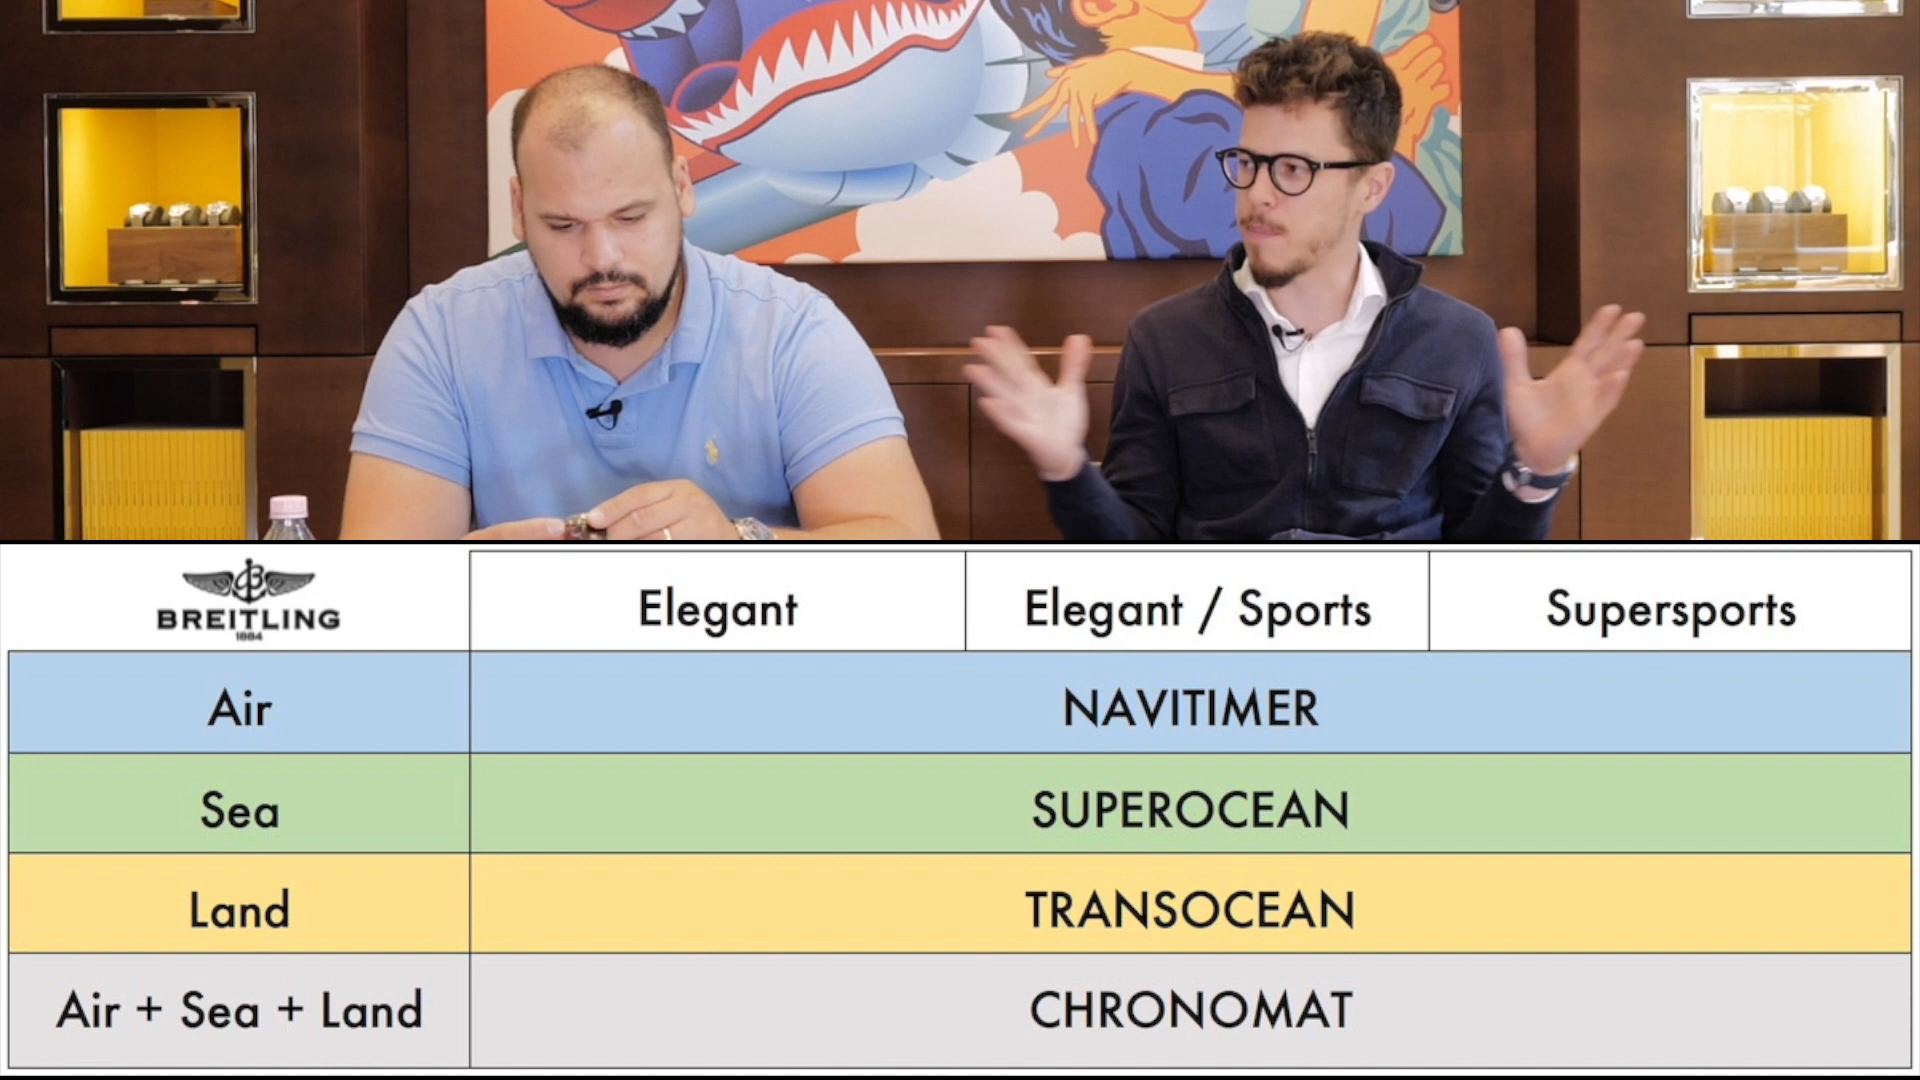 BREITLING
1884
Elegant
Elegant / Sports
Supersports
Air
NAVITIMER
Sea
SUPEROCEAN
Land
TRANSOCEAN
Air + Sea + Land
CHRONOMAT